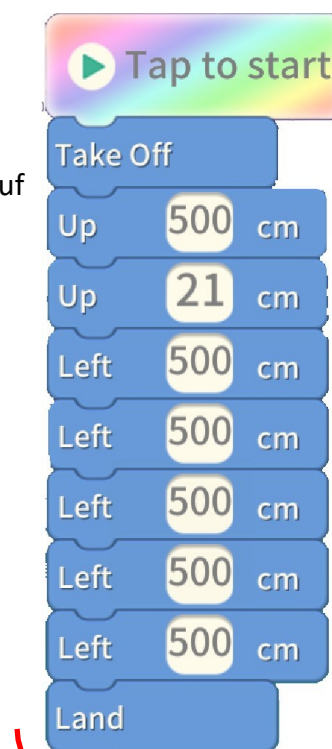 Tap to start
Take Off
uf
Up 500 cm
Up 21 cm
Left 500 cm
Left 500 cm
Left 500 cm
Left 500 cm
Left 500 cm
Land